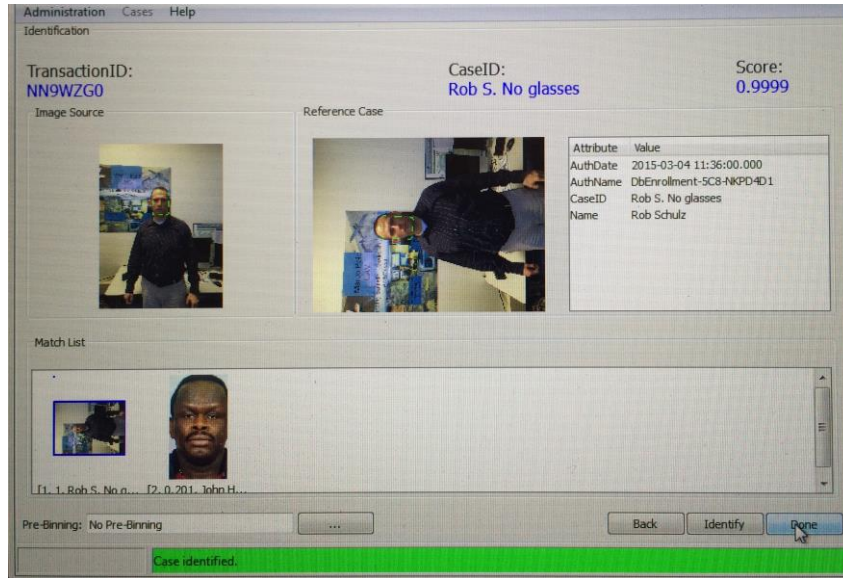 Administration Cases Help
Identification
TransactionID:
NN9WZG0
CaseID:
Rob S. No glasses
Score:
0.9999
Image Source
Reference Case
Attribute Value
AuthDate 2015-03-04 11:36:00.000
AuthName DbEnrollment-5C8-NKPD4D1
CaseID Rob S. No glasses
Name Rob Schulz
Match List
[1, 1, Rob S. No g... [2, 0.201, John H...
Pre-Binning: No Pre-Binning ... Back Identify Done
Case identified.